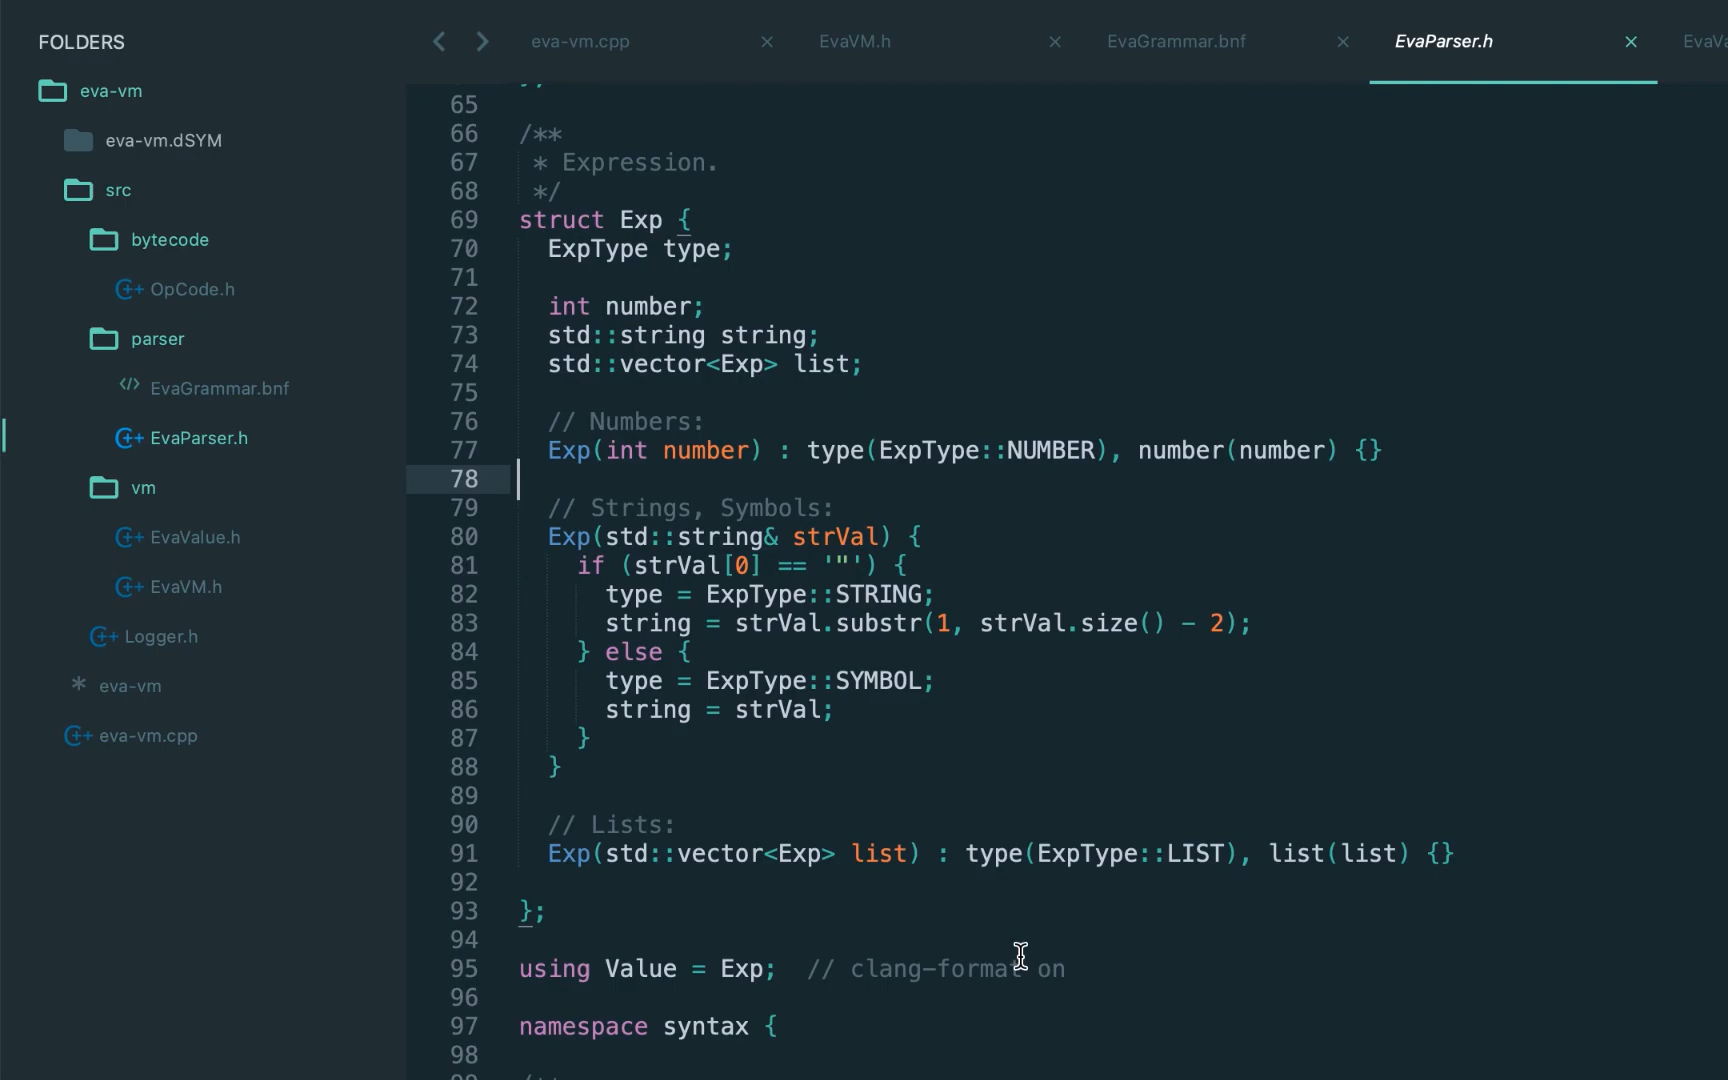 FOLDERS
eva-vm
eva-vm.dSYM
src
bytecode
OpCode.h
parser
EvaGrammar.bnf
EvaParser.h
vm
EvaValue.h
EvaVM.h
Logger.h
eva-vm
eva-vm.cpp
eva-vm.cpp × EvaVM.h × EvaGrammar.bnf × EvaParser.h ×
65
66 /**
67 * Expression.
68 */
69 struct Exp {
70 ExpType type;
71
72 int number;
73 std::string string;
74 std::vector<Exp> list;
75
76 // Numbers:
77 Exp(int number) : type(ExpType::NUMBER), number(number) {}
78
79 // Strings, Symbols:
80 Exp(std::string& strVal) {
81 if (strVal[0] == '"') {
82 type = ExpType::STRING;
83 string = strVal.substr(1, strVal.size() - 2);
84 } else {
85 type = ExpType::SYMBOL;
86 string = strVal;
87 }
88 }
89
90 // Lists:
91 Exp(std::vector<Exp> list) : type(ExpType::LIST), list(list) {}
92
93 };
94
95 using Value = Exp; // clang-format on
96
97 namespace syntax {
98